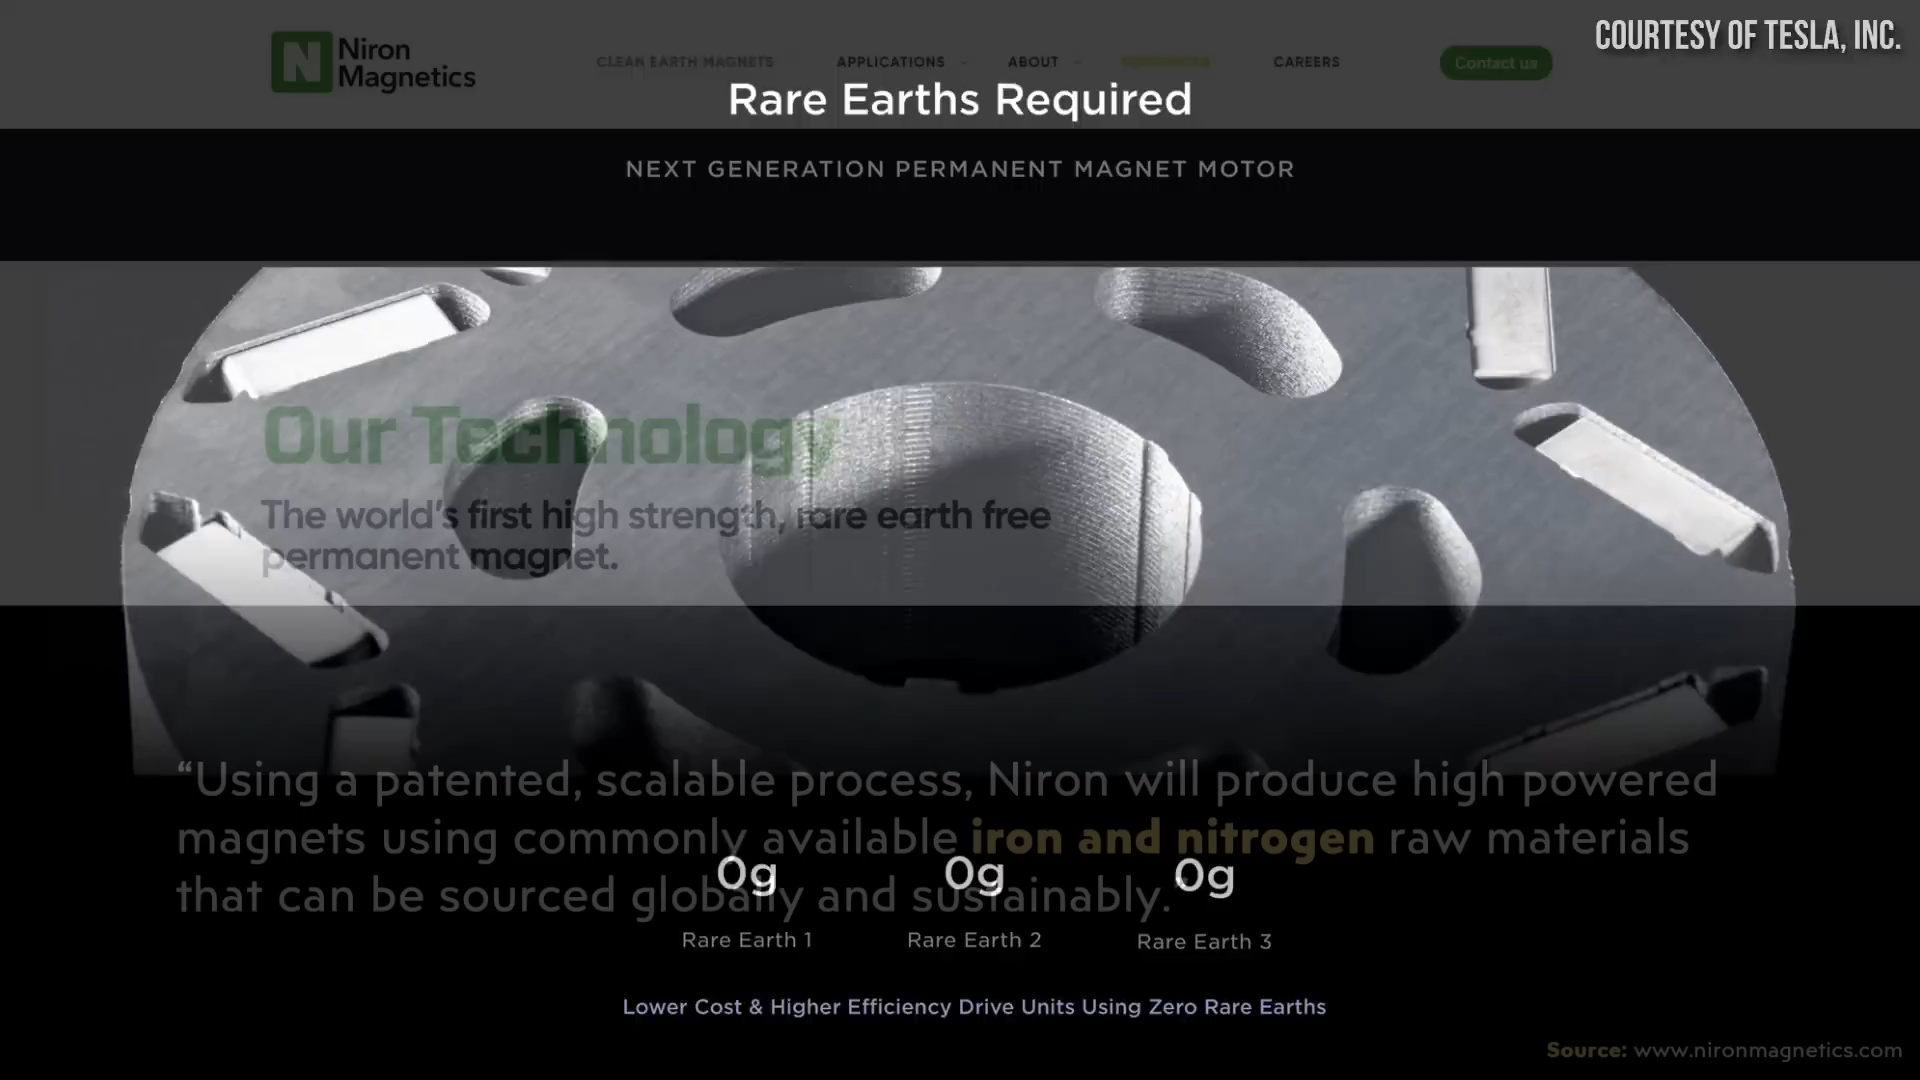 COURTESY OF TESLA, INC.
N Niron
Magnetics
CLEAN EARTH MAGNETS APPLICATIONS ABOUT CAREERS Contact us
Rare Earths Required
NEXT GENERATION PERMANENT MAGNET MOTOR
Our Technology
The world's first high strength, rare earth free
permanent magnet.
“Using a patented, scalable process, Niron will produce high powered
magnets using commonly available iron and nitrogen raw materials
that can be sourced globally and sustainably.”
0g 0g 0g
Rare Earth 1 Rare Earth 2 Rare Earth 3
Lower Cost & Higher Efficiency Drive Units Using Zero Rare Earths
Source: www.nironmagnetics.com